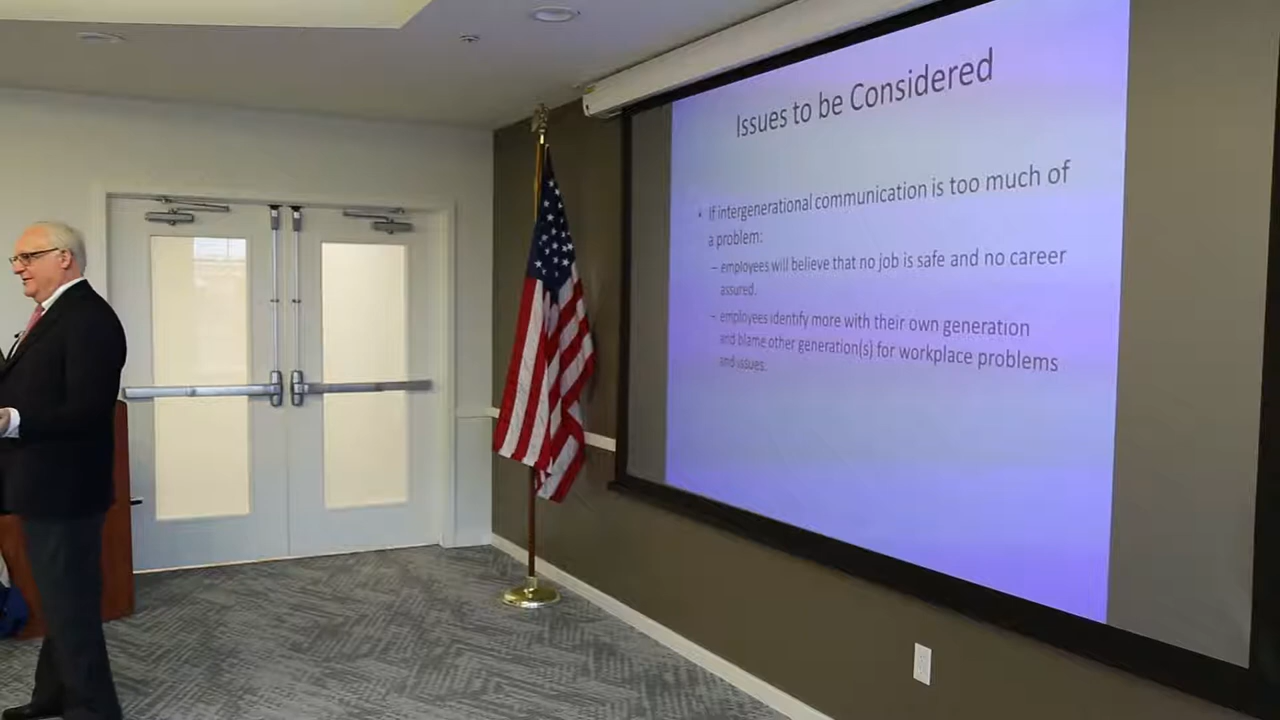 Issues to be Considered
• If intergenerational communication is too much of
a problem:
– employees will believe that no job is safe and no career
assured.
– employees identify more with their own generation
and blame other generation(s) for workplace problems
and issues.